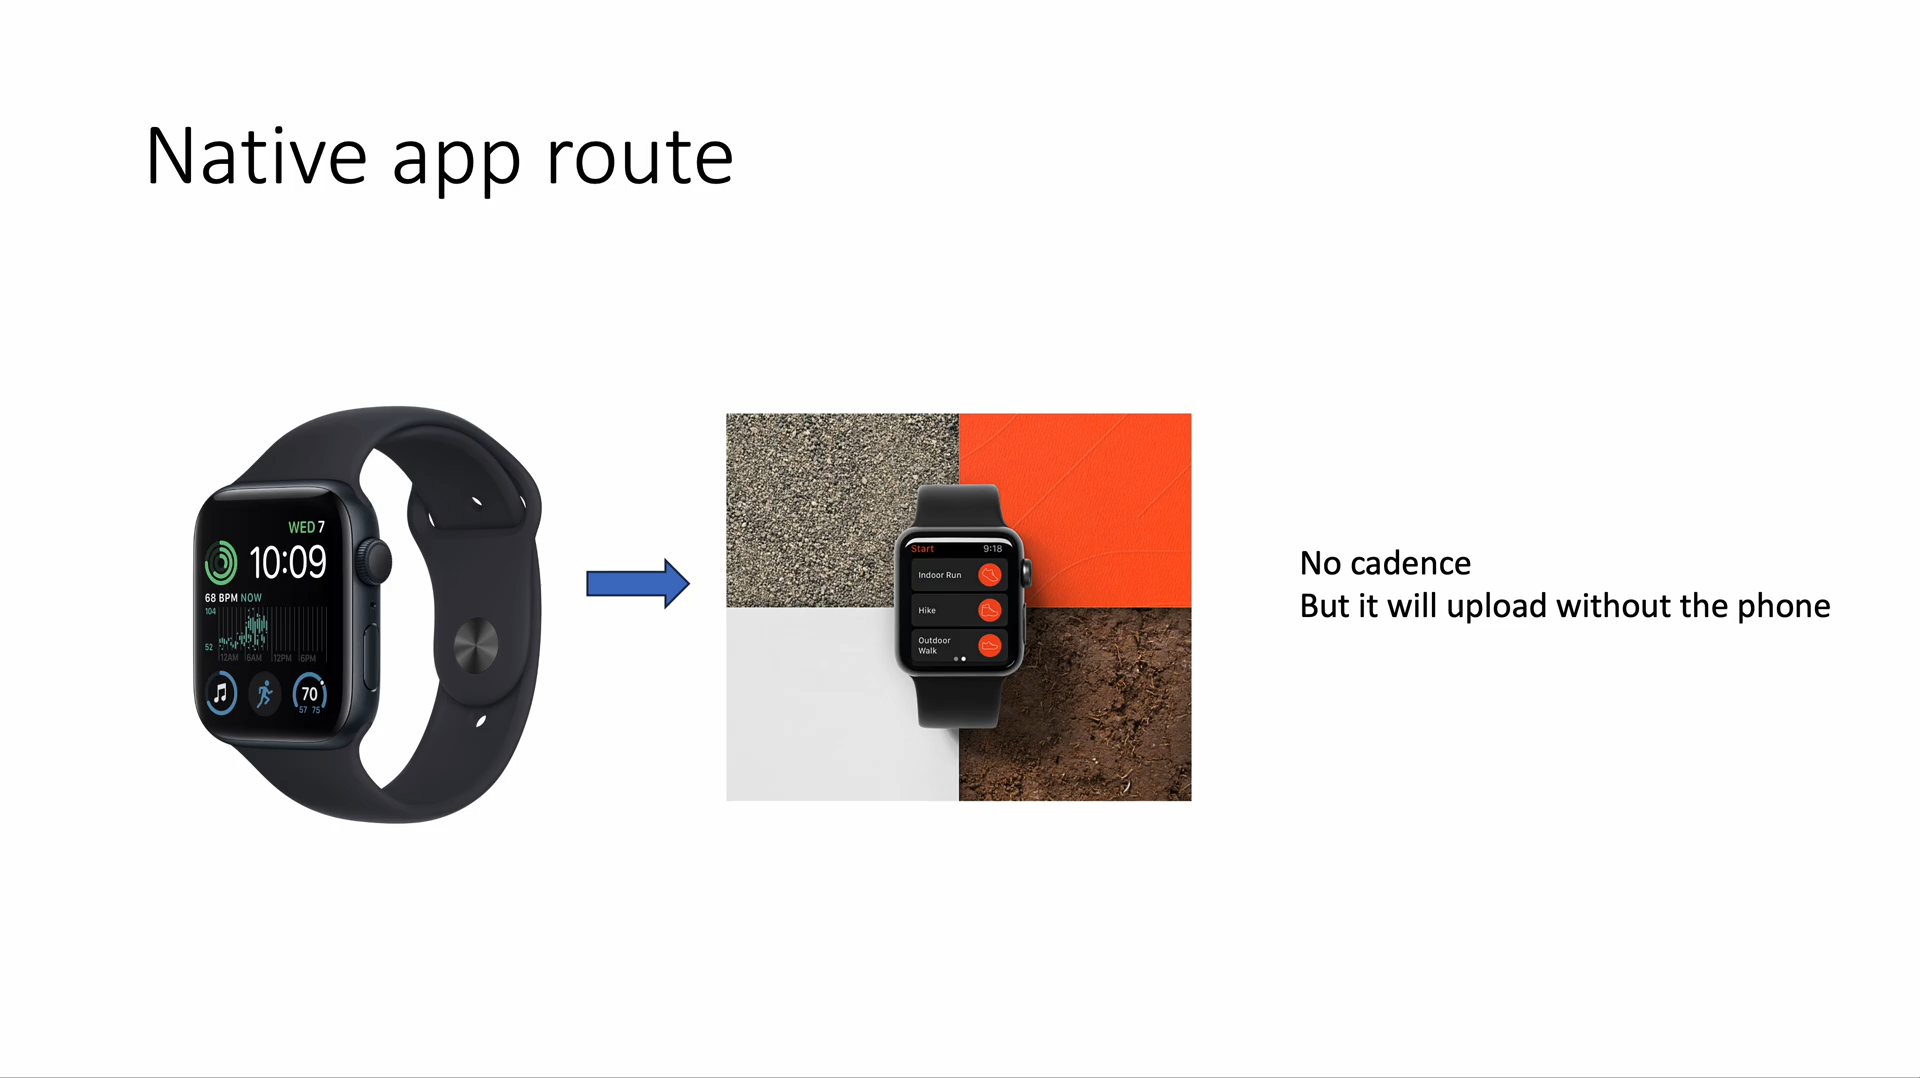 Native app route
WED 7
10:09
68 BPM NOW
104
52
12AM 6AM 12PM 6PM
70
57 75
Start 9:18
Indoor Run
Hike
Outdoor
Walk
No cadence
But it will upload without the phone